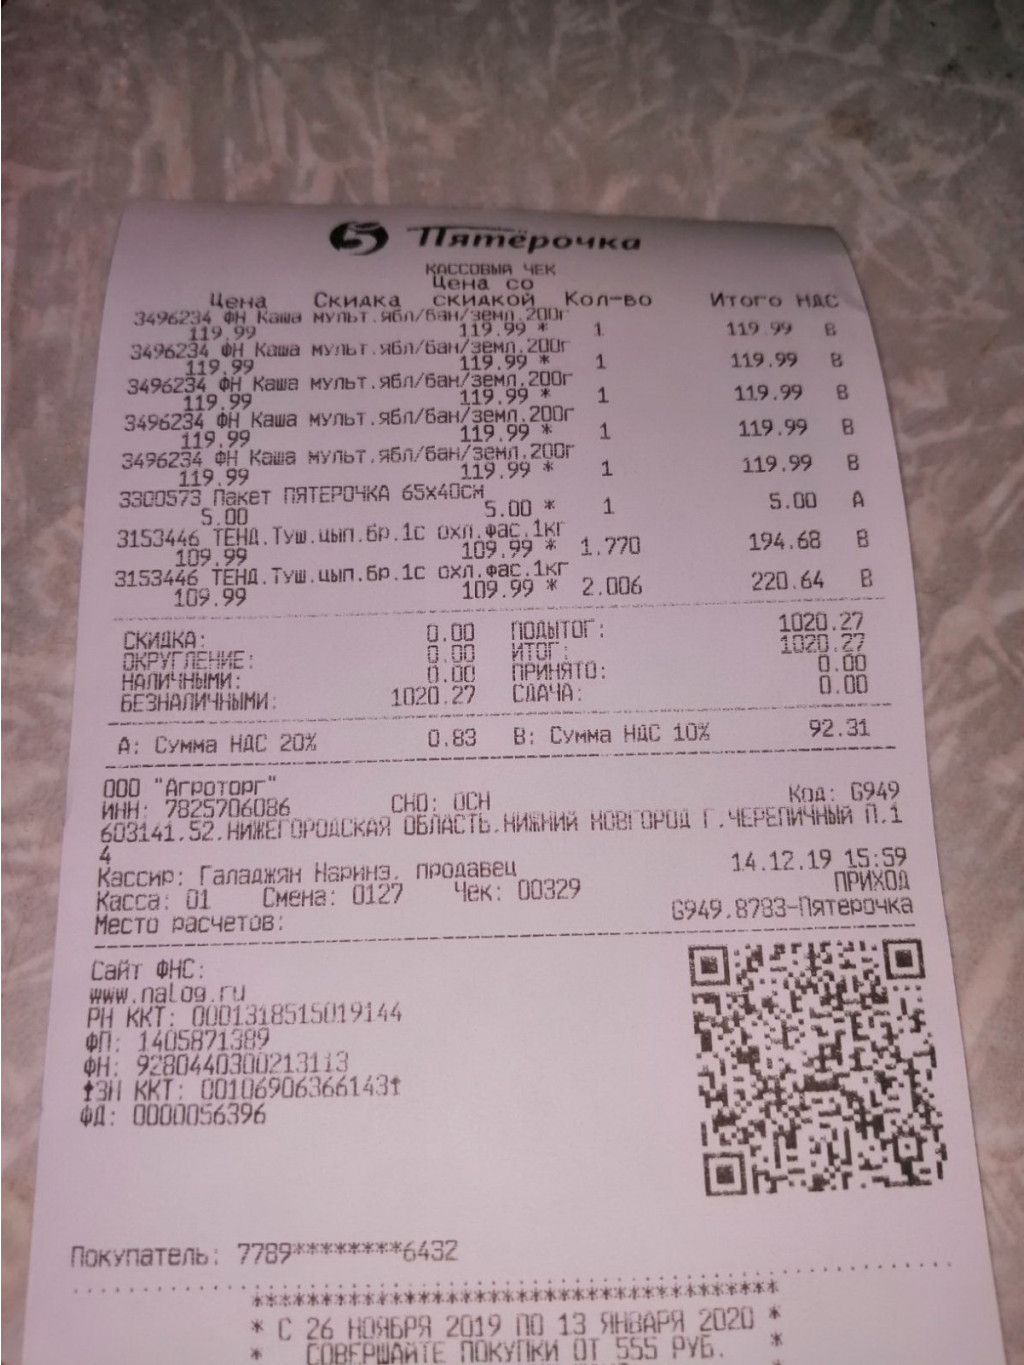 5 Пятёрочка
КАССОВЫЙ ЧЕК
Цена Скидка Цена со скидкой Кол-во Итого НДС
3496234 ФН Каша мульт.ябл/бан/земл.200г
119.99 119.99 * 1 119.99 В
3496234 ФН Каша мульт.ябл/бан/земл.200г
119.99 119.99 * 1 119.99 В
3496234 ФН Каша мульт.ябл/бан/земл.200г
119.99 119.99 * 1 119.99 В
3496234 ФН Каша мульт.ябл/бан/земл.200г
119.99 119.99 * 1 119.99 В
3496234 ФН Каша мульт.ябл/бан/земл.200г
119.99 119.99 * 1 119.99 В
3300573 Пакет ПЯТЕРОЧКА 65х40см
5.00 5.00 * 1 5.00 А
3153446 ТЕНД.Туш.цып.бр.1с охл.фас.1кг
109.99 109.99 * 1.770 194.68 В
3153446 ТЕНД.Туш.цып.бр.1с охл.фас.1кг
109.99 109.99 * 2.006 220.64 В
СКИДКА: 0.00 ПОДЫТОГ: 1020.27
ОКРУГЛЕНИЕ: 0.00 ИТОГ: 1020.27
НАЛИЧНЫМИ: 0.00 ПРИНЯТО: 0.00
БЕЗНАЛИЧНЫМИ: 1020.27 СДАЧА: 0.00
А: Сумма НДС 20% 0.83 В: Сумма НДС 10% 92.31
ООО "Агроторг"
ИНН: 7825706086 СНО: ОСН Код: G949
603141.52.НИЖЕГОРОДСКАЯ ОБЛАСТЬ.НИЖНИЙ НОВГОРОД Г.ЧЕРЕПИЧНЫЙ П.1
4 14.12.19 15:59
Кассир: Галаджян Наринэ, продавец ПРИХОД
Касса: 01 Смена: 0127 Чек: 00329
Место расчетов: G949.8783-Пятерочка
Сайт ФНС:
www.nalog.ru
РН ККТ: 0001318515019144
ФП: 1405871389
ФН: 9280440300213113
↑ЗН ККТ: 00106906366143↑
ФД: 0000056396
Покупатель: 7789********6432
**************************************
* С 26 НОЯБРЯ 2019 ПО 13 ЯНВАРЯ 2020 *
* СОВЕРШАЙТЕ ПОКУПКИ ОТ 555 РУБ. *